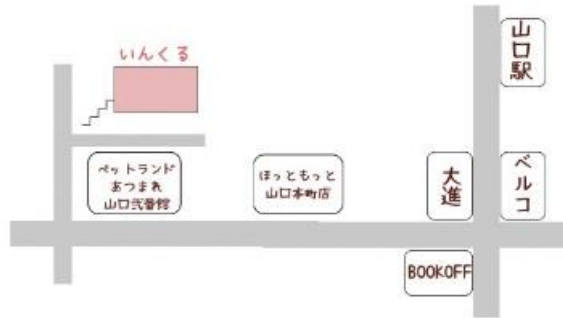 いんくる
山口駅
ペットランド
あつまれ
山口弐番館
ほっともっと
山口本町店
大進
ベルコ
BOOKOFF